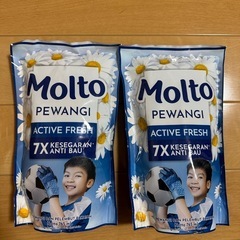 Molto
PEWANGI
ACTIVE FRESH
7X KESEGARAN
ANTI BAU
Molto
PEWANGI
ACTIVE FRESH
7X KESEGARAN
ANTI BAU